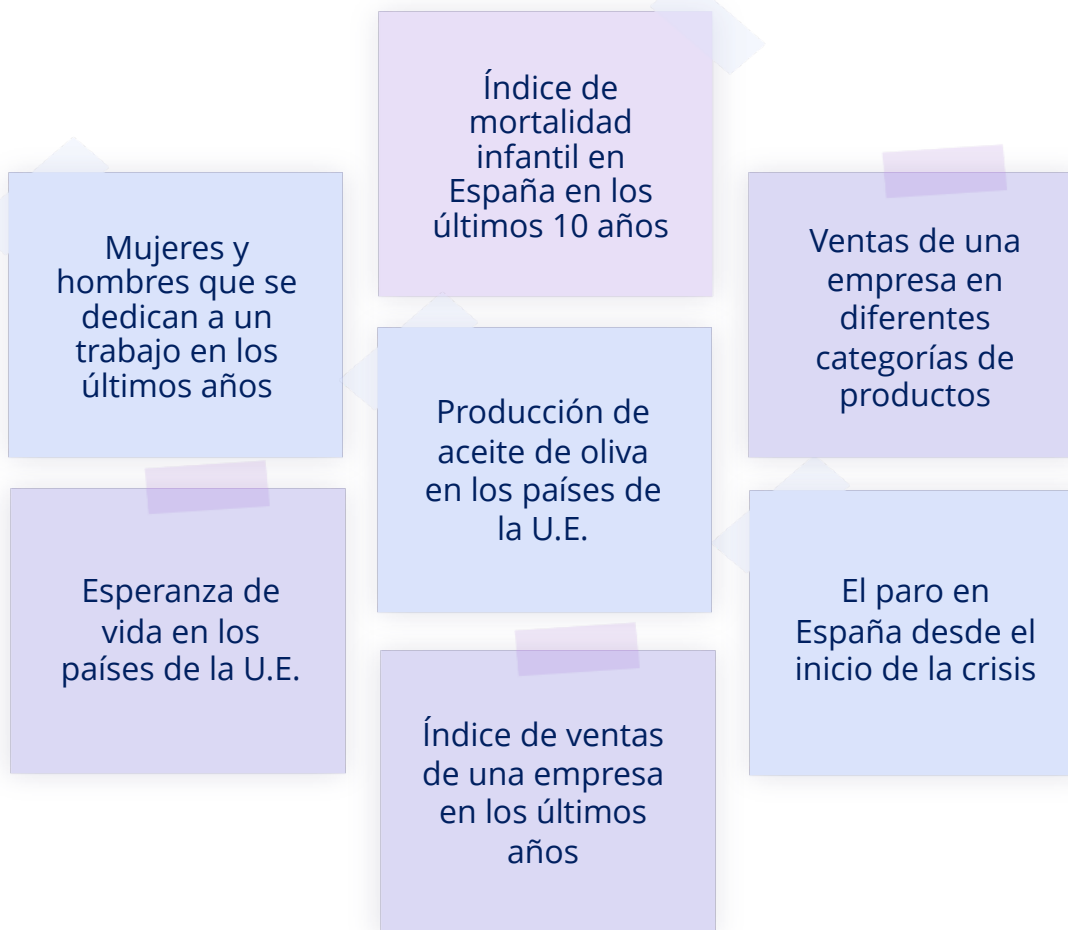 Índice de
mortalidad
infantil en
España en los
últimos 10 años
Mujeres y
hombres que se
dedican a un
trabajo en los
últimos años
Ventas de una
empresa en
diferentes
categorías de
productos
Producción de
aceite de oliva
en los países de
la U.E.
Esperanza de
vida en los
países de la U.E.
El paro en
España desde el
inicio de la crisis
Índice de ventas
de una empresa
en los últimos
años